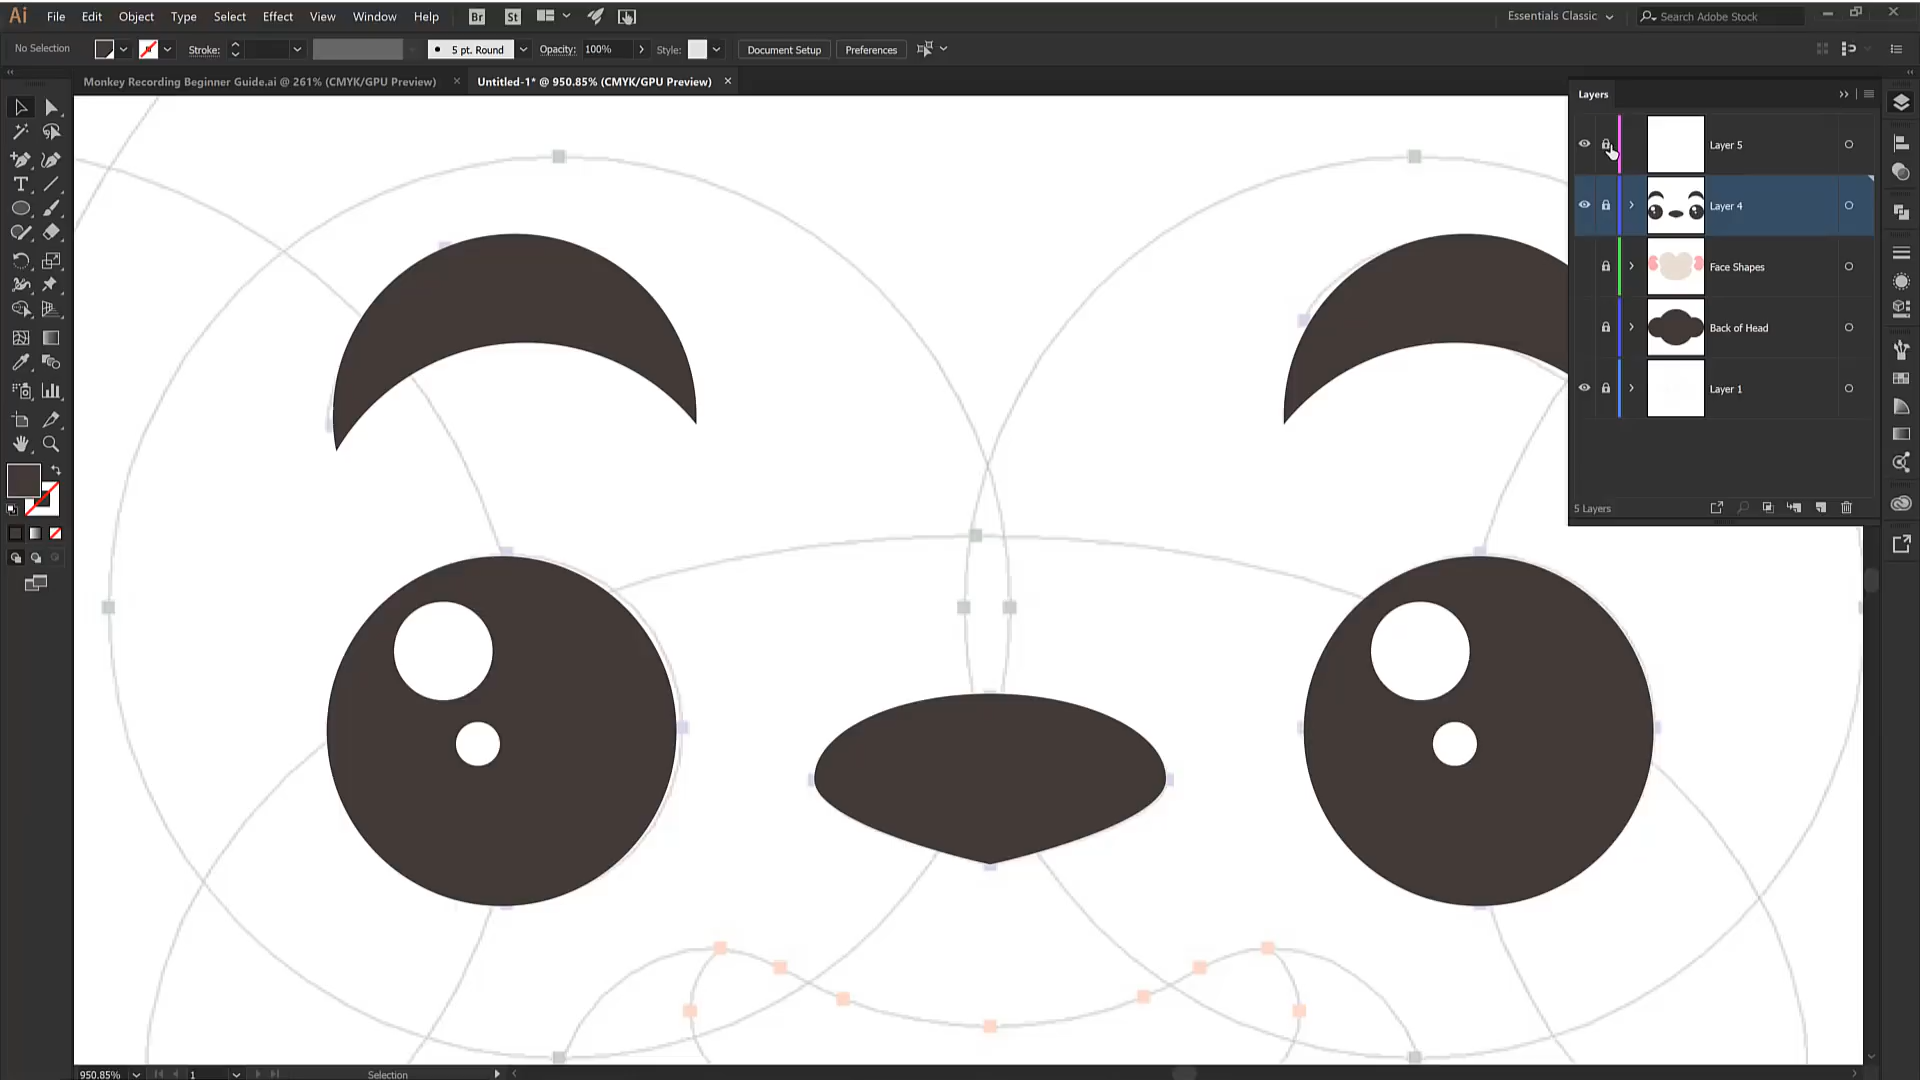 Ai File Edit Object Type Select Effect View Window Help Br St Essentials Classic Search Adobe Stock
No Selection Stroke: 5 pt. Round Opacity: 100% Style: Document Setup Preferences
Monkey Recording Beginner Guide.ai @ 261% (CMYK/GPU Preview) × Untitled-1* @ 950.85% (CMYK/GPU Preview) ×
Layers
Layer 5
Layer 4
Face Shapes
Back of Head
Layer 1
5 Layers
950.85% 1 Selection